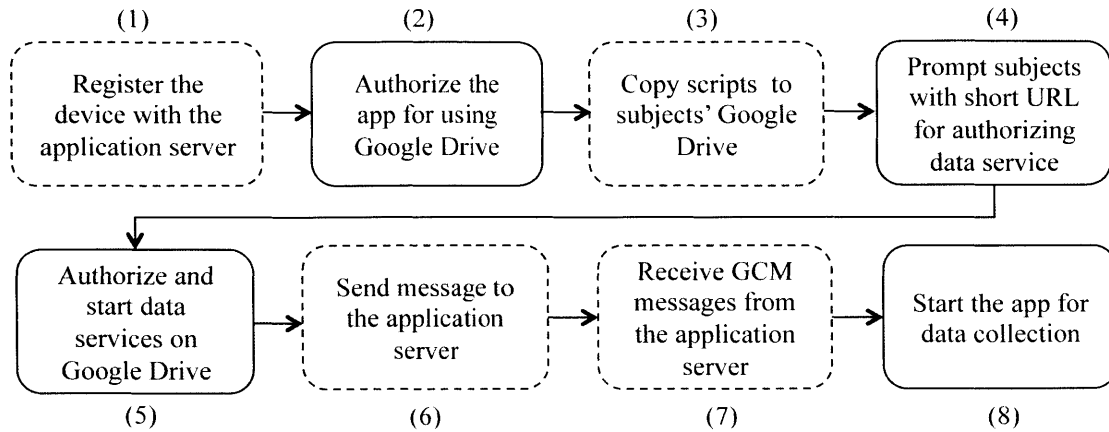 (1)
(2)
(3)
(4)
Register the
device with the
application server
Authorize the
app for using
Google Drive
Copy scripts to
subjects' Google
Drive
Prompt subjects
with short URL
for authorizing
data service
Authorize and
start data
services on
Google Drive
Send message to
the application
server
Receive GCM
messages from
the application
server
Start the app for
data collection
(5)
(6)
(7)
(8)